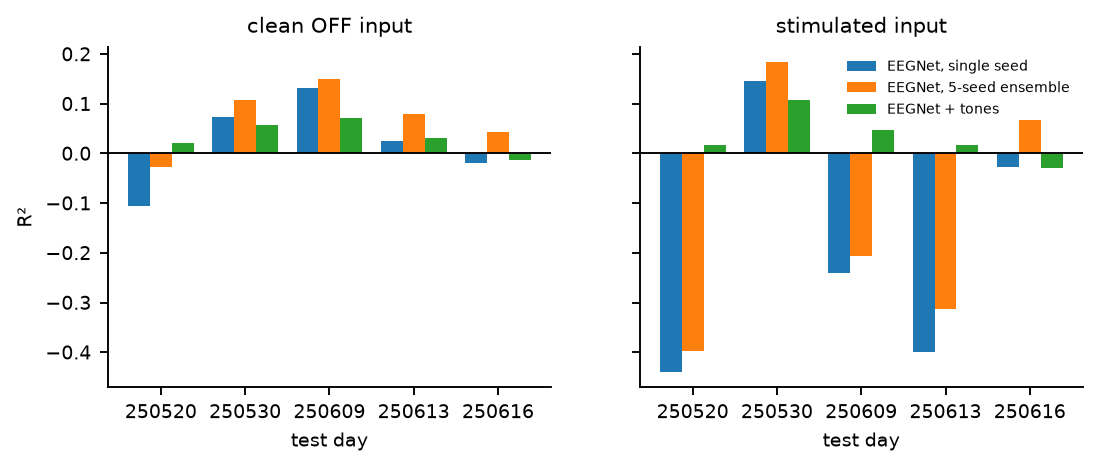 clean OFF input
stimulated input
0.2
0.1
0.0
−0.1
−0.2
−0.3
−0.4
R²
EEGNet, single seed
EEGNet, 5-seed ensemble
EEGNet + tones
250520 250530 250609 250613 250616
250520 250530 250609 250613 250616
test day
test day